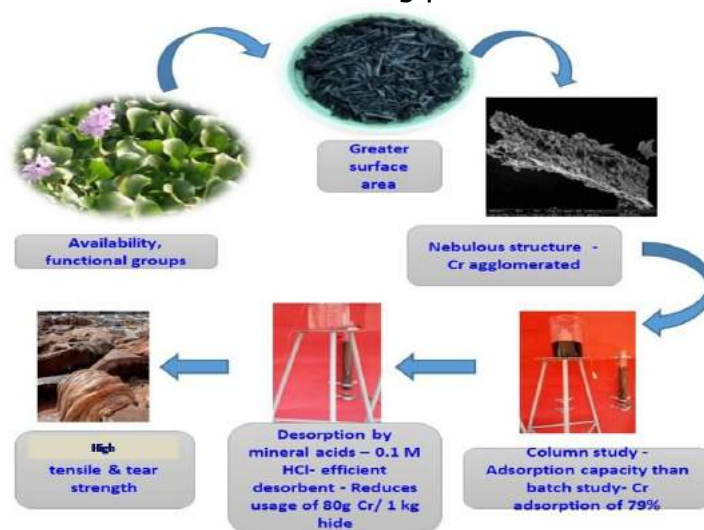 Greater
surface
area
Availability,
functional groups
Nebulous structure -
Cr agglomerated
High
tensile & tear
strength
Desorption by
mineral acids – 0.1 M
HCl- efficient
desorbent - Reduces
usage of 80g Cr/ 1 kg
hide
Column study -
Adsorption capacity than
batch study- Cr
adsorption of 79%